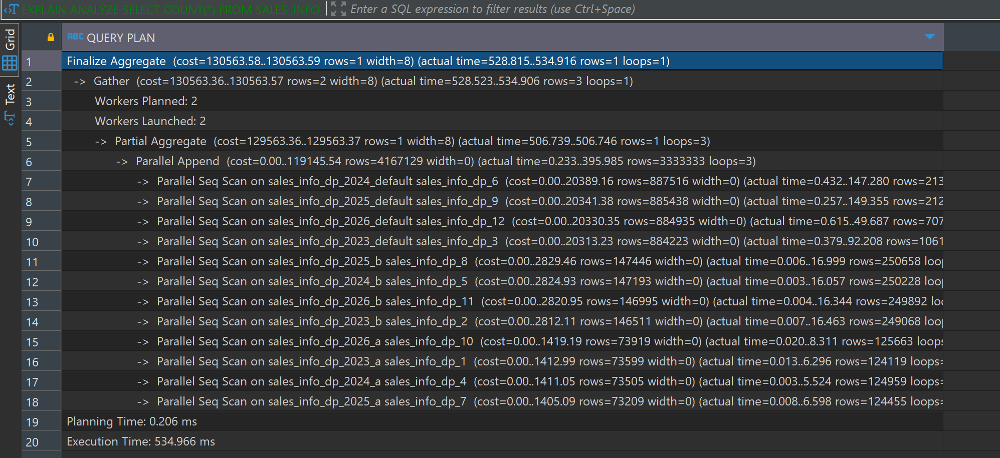 EXPLAIN ANALYZE SELECT COUNT(*) FROM SALES_INFO_ Enter a SQL expression to filter results (use Ctrl+Space)
Grid
Text
ABC QUERY PLAN
1 Finalize Aggregate (cost=130563.58..130563.59 rows=1 width=8) (actual time=528.815..534.916 rows=1 loops=1)
2 -> Gather (cost=130563.36..130563.57 rows=2 width=8) (actual time=528.523..534.906 rows=3 loops=1)
3 Workers Planned: 2
4 Workers Launched: 2
5 -> Partial Aggregate (cost=129563.36..129563.37 rows=1 width=8) (actual time=506.739..506.746 rows=1 loops=3)
6 -> Parallel Append (cost=0.00..119145.54 rows=4167129 width=0) (actual time=0.233..395.985 rows=3333333 loops=3)
7 -> Parallel Seq Scan on sales_info_dp_2024_default sales_info_dp_6 (cost=0.00..20389.16 rows=887516 width=0) (actual time=0.432..147.280 rows=213
8 -> Parallel Seq Scan on sales_info_dp_2025_default sales_info_dp_9 (cost=0.00..20341.38 rows=885438 width=0) (actual time=0.257..149.355 rows=212
9 -> Parallel Seq Scan on sales_info_dp_2026_default sales_info_dp_12 (cost=0.00..20330.35 rows=884935 width=0) (actual time=0.615..49.687 rows=707
10 -> Parallel Seq Scan on sales_info_dp_2023_default sales_info_dp_3 (cost=0.00..20313.23 rows=884223 width=0) (actual time=0.379..92.208 rows=1061
11 -> Parallel Seq Scan on sales_info_dp_2025_b sales_info_dp_8 (cost=0.00..2829.46 rows=147446 width=0) (actual time=0.006..16.999 rows=250658 loo
12 -> Parallel Seq Scan on sales_info_dp_2024_b sales_info_dp_5 (cost=0.00..2824.93 rows=147193 width=0) (actual time=0.003..16.057 rows=250228 loo
13 -> Parallel Seq Scan on sales_info_dp_2026_b sales_info_dp_11 (cost=0.00..2820.95 rows=146995 width=0) (actual time=0.004..16.344 rows=249892 lo
14 -> Parallel Seq Scan on sales_info_dp_2023_b sales_info_dp_2 (cost=0.00..2812.11 rows=146511 width=0) (actual time=0.007..16.463 rows=249068 loo
15 -> Parallel Seq Scan on sales_info_dp_2026_a sales_info_dp_10 (cost=0.00..1419.19 rows=73919 width=0) (actual time=0.020..8.311 rows=125663 loops
16 -> Parallel Seq Scan on sales_info_dp_2023_a sales_info_dp_1 (cost=0.00..1412.99 rows=73599 width=0) (actual time=0.013..6.296 rows=124119 loops=
17 -> Parallel Seq Scan on sales_info_dp_2024_a sales_info_dp_4 (cost=0.00..1411.05 rows=73505 width=0) (actual time=0.003..5.524 rows=124959 loops=
18 -> Parallel Seq Scan on sales_info_dp_2025_a sales_info_dp_7 (cost=0.00..1405.09 rows=73209 width=0) (actual time=0.008..6.598 rows=124455 loops=
19 Planning Time: 0.206 ms
20 Execution Time: 534.966 ms